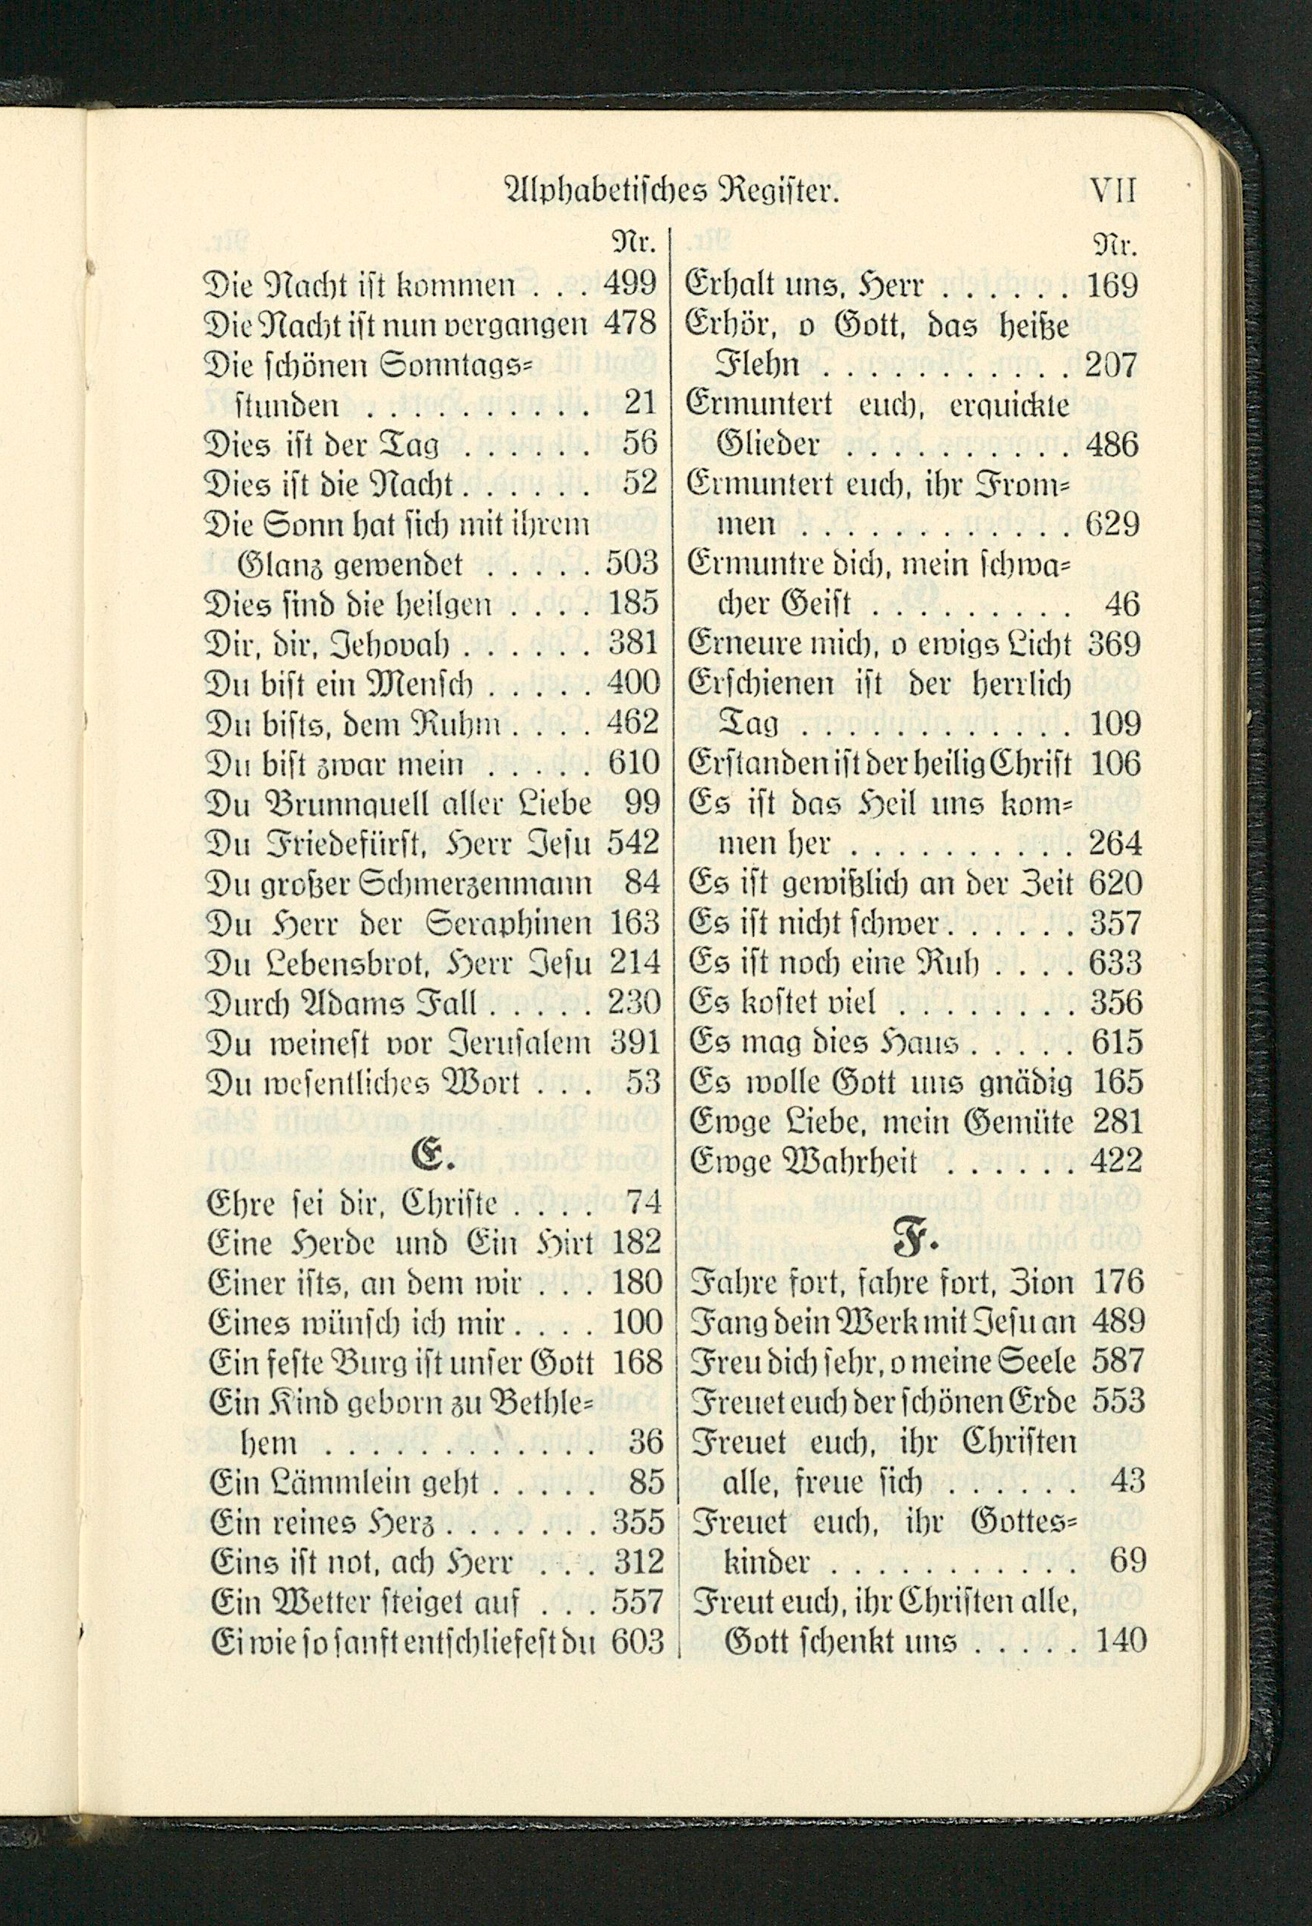 Alphabetisches Register. VII
Nr.
Die Nacht ist kommen . . . 499
Die Nacht ist nun vergangen 478
Die schönen Sonntags=
stunden . . . . . . . . . . 21
Dies ist der Tag . . . . . . 56
Dies ist die Nacht . . . . . . 52
Die Sonn hat sich mit ihrem
Glanz gewendet . . . . . 503
Dies sind die heilgen . . . . 185
Dir, dir, Jehovah . . . . . . 381
Du bist ein Mensch . . . . . 400
Du bists, dem Ruhm . . . . 462
Du bist zwar mein . . . . . 610
Du Brunnquell aller Liebe 99
Du Friedefürst, Herr Jesu 542
Du großer Schmerzenmann 84
Du Herr der Seraphinen 163
Du Lebensbrot, Herr Jesu 214
Durch Adams Fall . . . . . 230
Du weinest vor Jerusalem 391
Du wesentliches Wort . . . 53
E.
Ehre sei dir, Christe . . . . 74
Eine Herde und Ein Hirt 182
Einer ists, an dem wir . . . 180
Eines wünsch ich mir . . . . 100
Ein feste Burg ist unser Gott 168
Ein Kind geborn zu Bethle=
hem . . . . . . . . . . . 36
Ein Lämmlein geht . . . . . 85
Ein reines Herz . . . . . . . 355
Eins ist not, ach Herr . . . 312
Ein Wetter steiget auf . . . 557
Ei wie so sanft entschliefest du 603
Nr.
Erhalt uns, Herr . . . . . . 169
Erhör, o Gott, das heiße
Flehn . . . . . . . . . . . 207
Ermuntert euch, erquickte
Glieder . . . . . . . . . . 486
Ermuntert euch, ihr From=
men . . . . . . . . . . . . 629
Ermuntre dich, mein schwa=
cher Geist . . . . . . . . . 46
Erneure mich, o ewigs Licht 369
Erschienen ist der herrlich
Tag . . . . . . . . . . . . 109
Erstanden ist der heilig Christ 106
Es ist das Heil uns kom=
men her . . . . . . . . . . 264
Es ist gewißlich an der Zeit 620
Es ist nicht schwer . . . . . . 357
Es ist noch eine Ruh . . . . 633
Es kostet viel . . . . . . . . 356
Es mag dies Haus . . . . . 615
Es wolle Gott uns gnädig 165
Ewge Liebe, mein Gemüte 281
Ewge Wahrheit . . . . . . 422
F.
Fahre fort, fahre fort, Zion 176
Fang dein Werk mit Jesu an 489
Freu dich sehr, o meine Seele 587
Freuet euch der schönen Erde 553
Freuet euch, ihr Christen
alle, freue sich . . . . . . 43
Freuet euch, ihr Gottes=
kinder . . . . . . . . . . . 69
Freut euch, ihr Christen alle,
Gott schenkt uns . . . . . 140